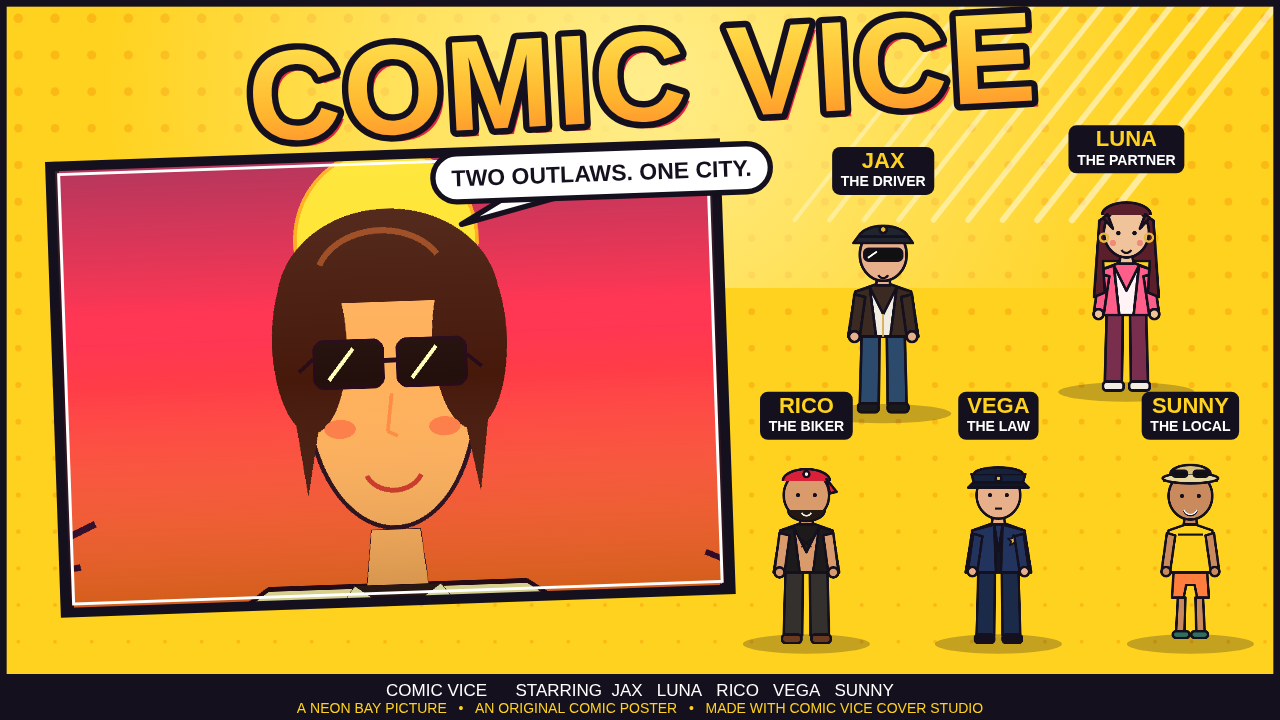 COMIC VICE
TWO OUTLAWS. ONE CITY.
JAX
THE DRIVER
LUNA
THE PARTNER
RICO
THE BIKER
VEGA
THE LAW
SUNNY
THE LOCAL
COMIC VICE STARRING JAX LUNA RICO VEGA SUNNY
A NEON BAY PICTURE • AN ORIGINAL COMIC POSTER • MADE WITH COMIC VICE COVER STUDIO